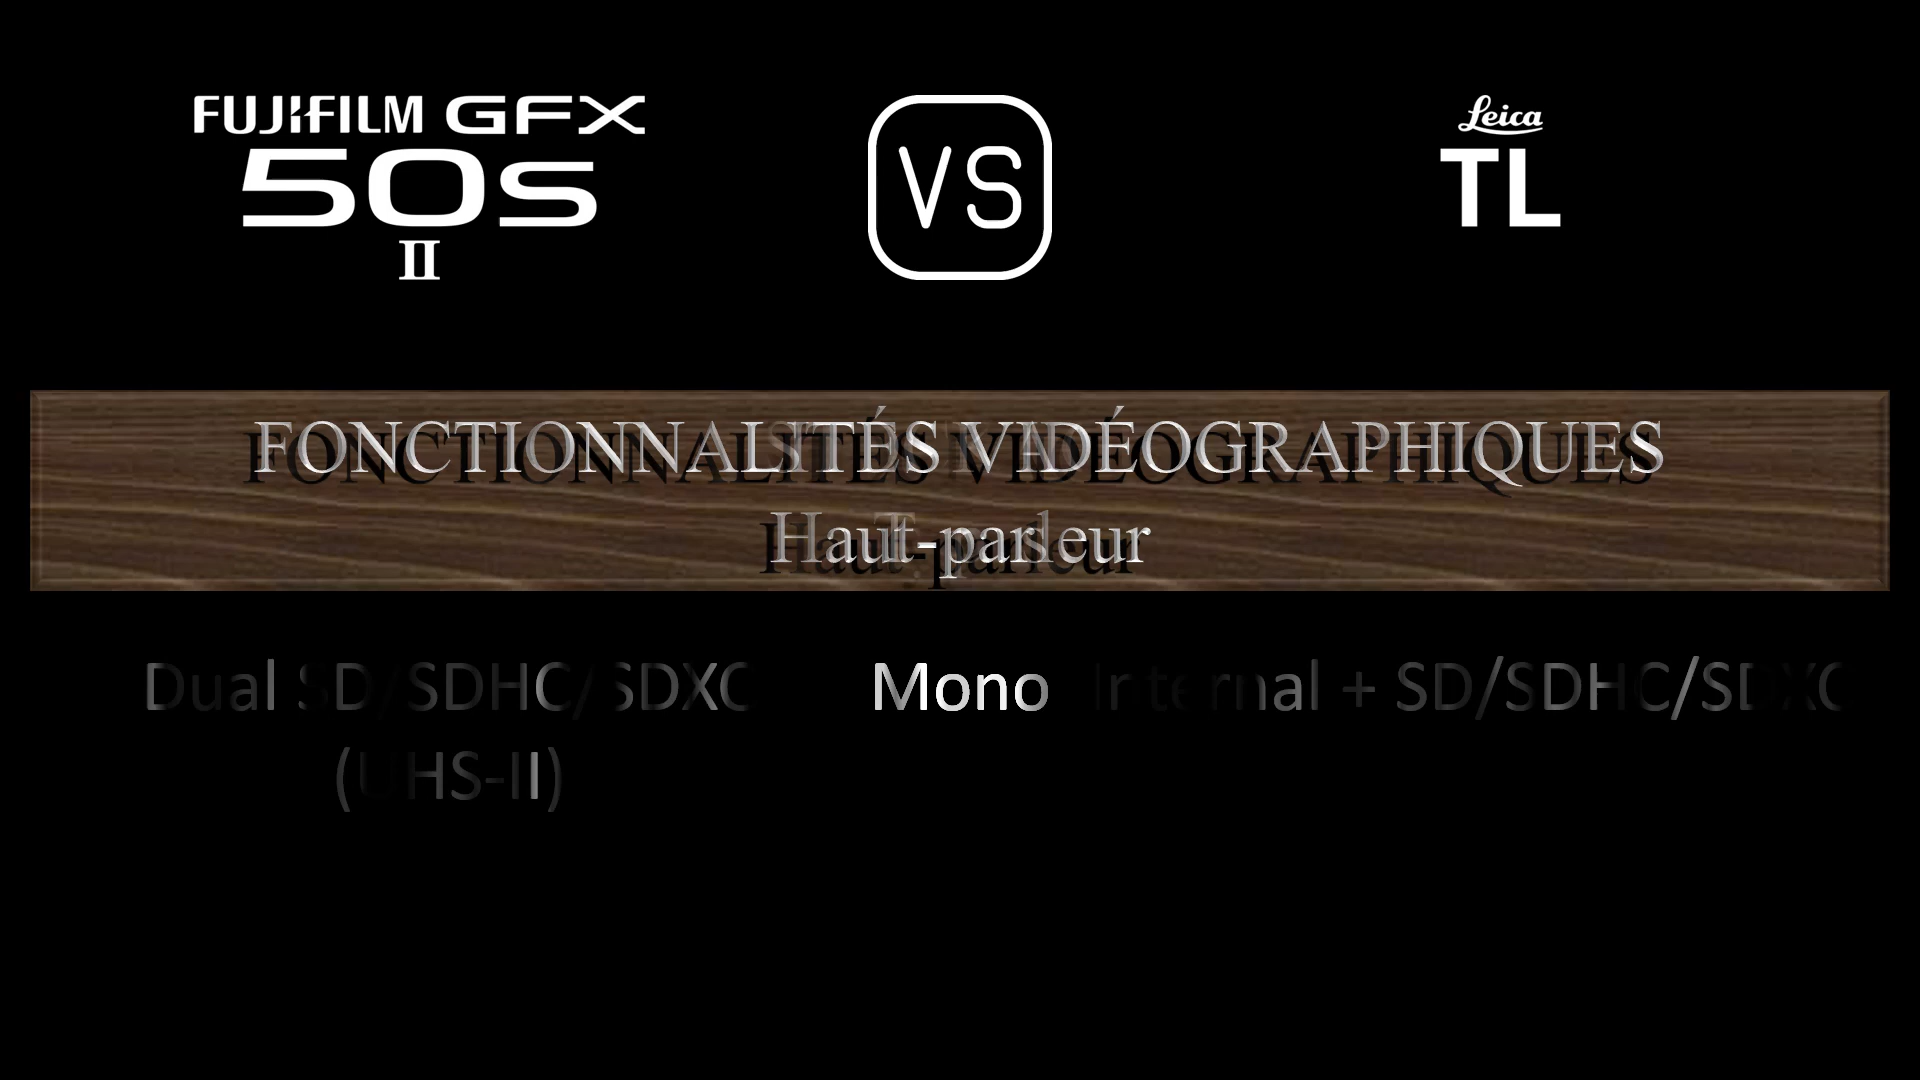 FUJIFILM GFX
50S
II
VS
Leica
TL
FONCTIONNALITÉS VIDÉOGRAPHIQUES
Haut-parleur
Dual SD/SDHC/SDXC
(UHS-II)
Mono
Internal + SD/SDHC/SDXC